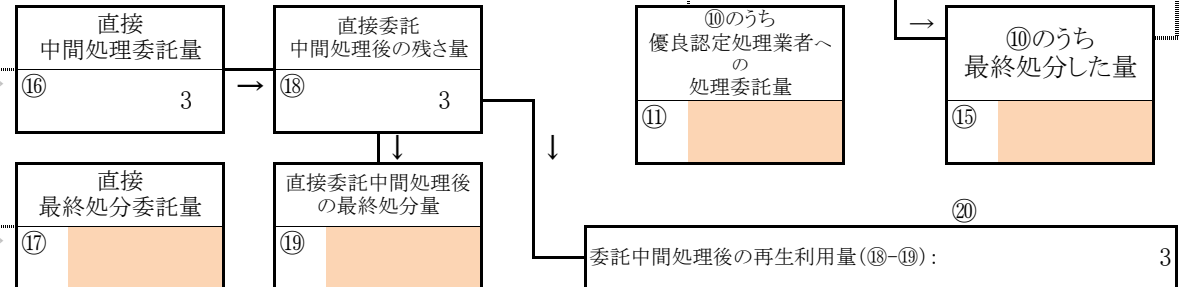 直接
中間処理委託量
⑯
3
→
直接委託
中間処理後の残さ量
⑱
3
↓
↓
⑩のうち
優良認定処理業者へ
の
処理委託量
⑪
→
⑩のうち
最終処分した量
⑮
直接
最終処分委託量
⑰
直接委託中間処理後
の最終処分量
⑲
⑳
委託中間処理後の再生利用量(⑱-⑲): 3